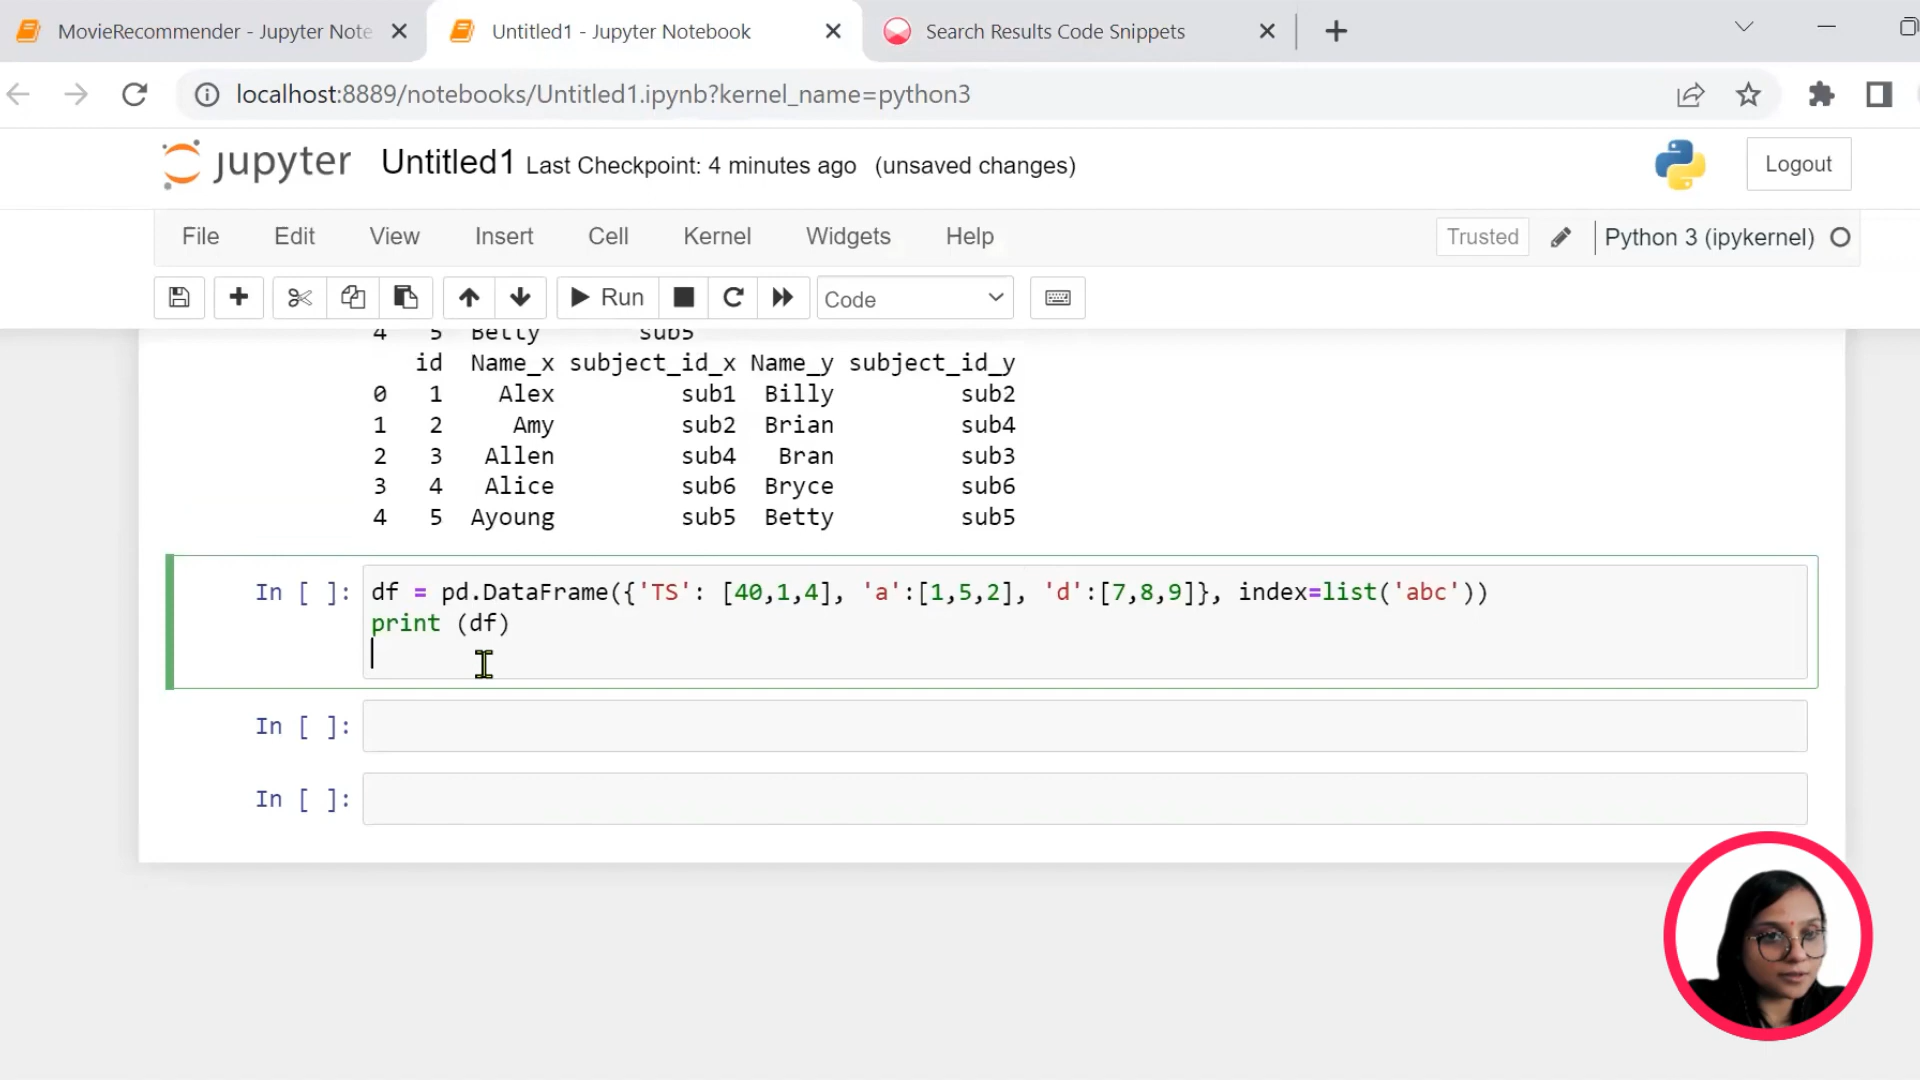 MovieRecommender - Jupyter Note
Untitled1 - Jupyter Notebook
Search Results Code Snippets
localhost:8889/notebooks/Untitled1.ipynb?kernel_name=python3
jupyter Untitled1 Last Checkpoint: 4 minutes ago (unsaved changes)
Logout
File Edit View Insert Cell Kernel Widgets Help
Trusted
Python 3 (ipykernel)
Run
Code
4 5 Betty sub5
id Name_x subject_id_x Name_y subject_id_y
0 1 Alex sub1 Billy sub2
1 2 Amy sub2 Brian sub4
2 3 Allen sub4 Bran sub3
3 4 Alice sub6 Bryce sub6
4 5 Ayoung sub5 Betty sub5
In [ ]: df = pd.DataFrame({'TS': [40,1,4], 'a':[1,5,2], 'd':[7,8,9]}, index=list('abc'))
print (df)
In [ ]:
In [ ]: